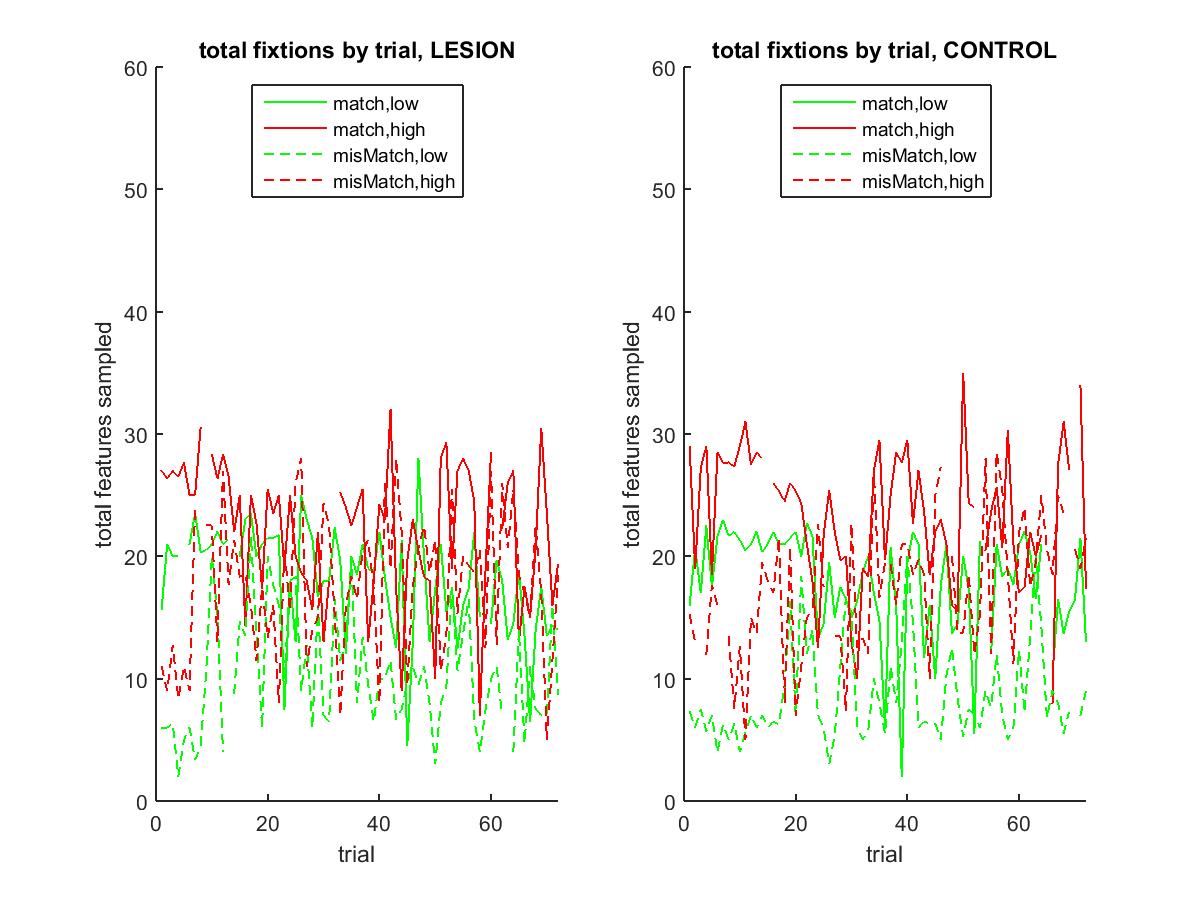 total fixtions by trial, LESION
match,low
match,high
misMatch,low
misMatch,high
total features sampled
60
50
40
30
20
10
0
0 20 40 60
trial
total fixtions by trial, CONTROL
match,low
match,high
misMatch,low
misMatch,high
total features sampled
60
50
40
30
20
10
0
0 20 40 60
trial